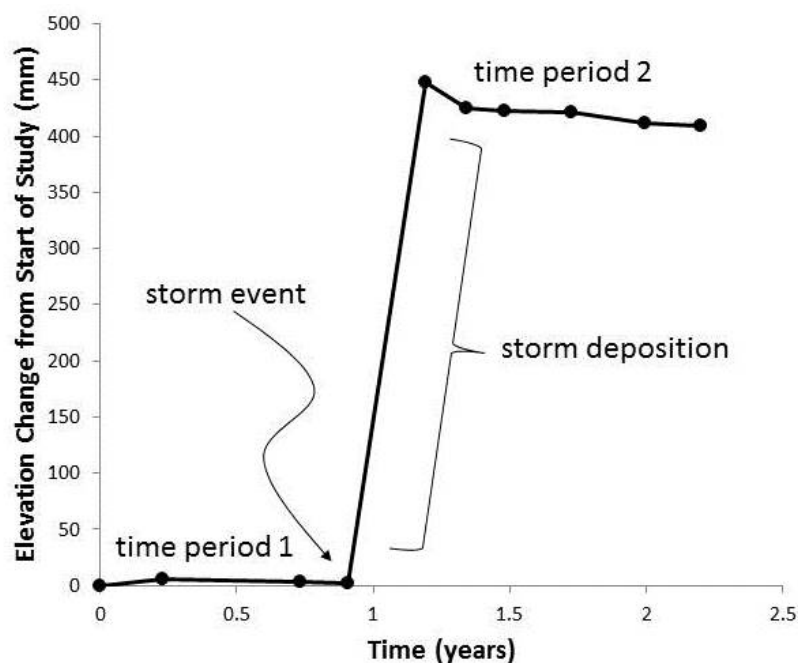 Elevation Change from Start of Study (mm)
500
450
400
350
300
250
200
150
100
50
0
time period 2
storm event
storm deposition
time period 1
0
0.5
1
1.5
2
2.5
Time (years)